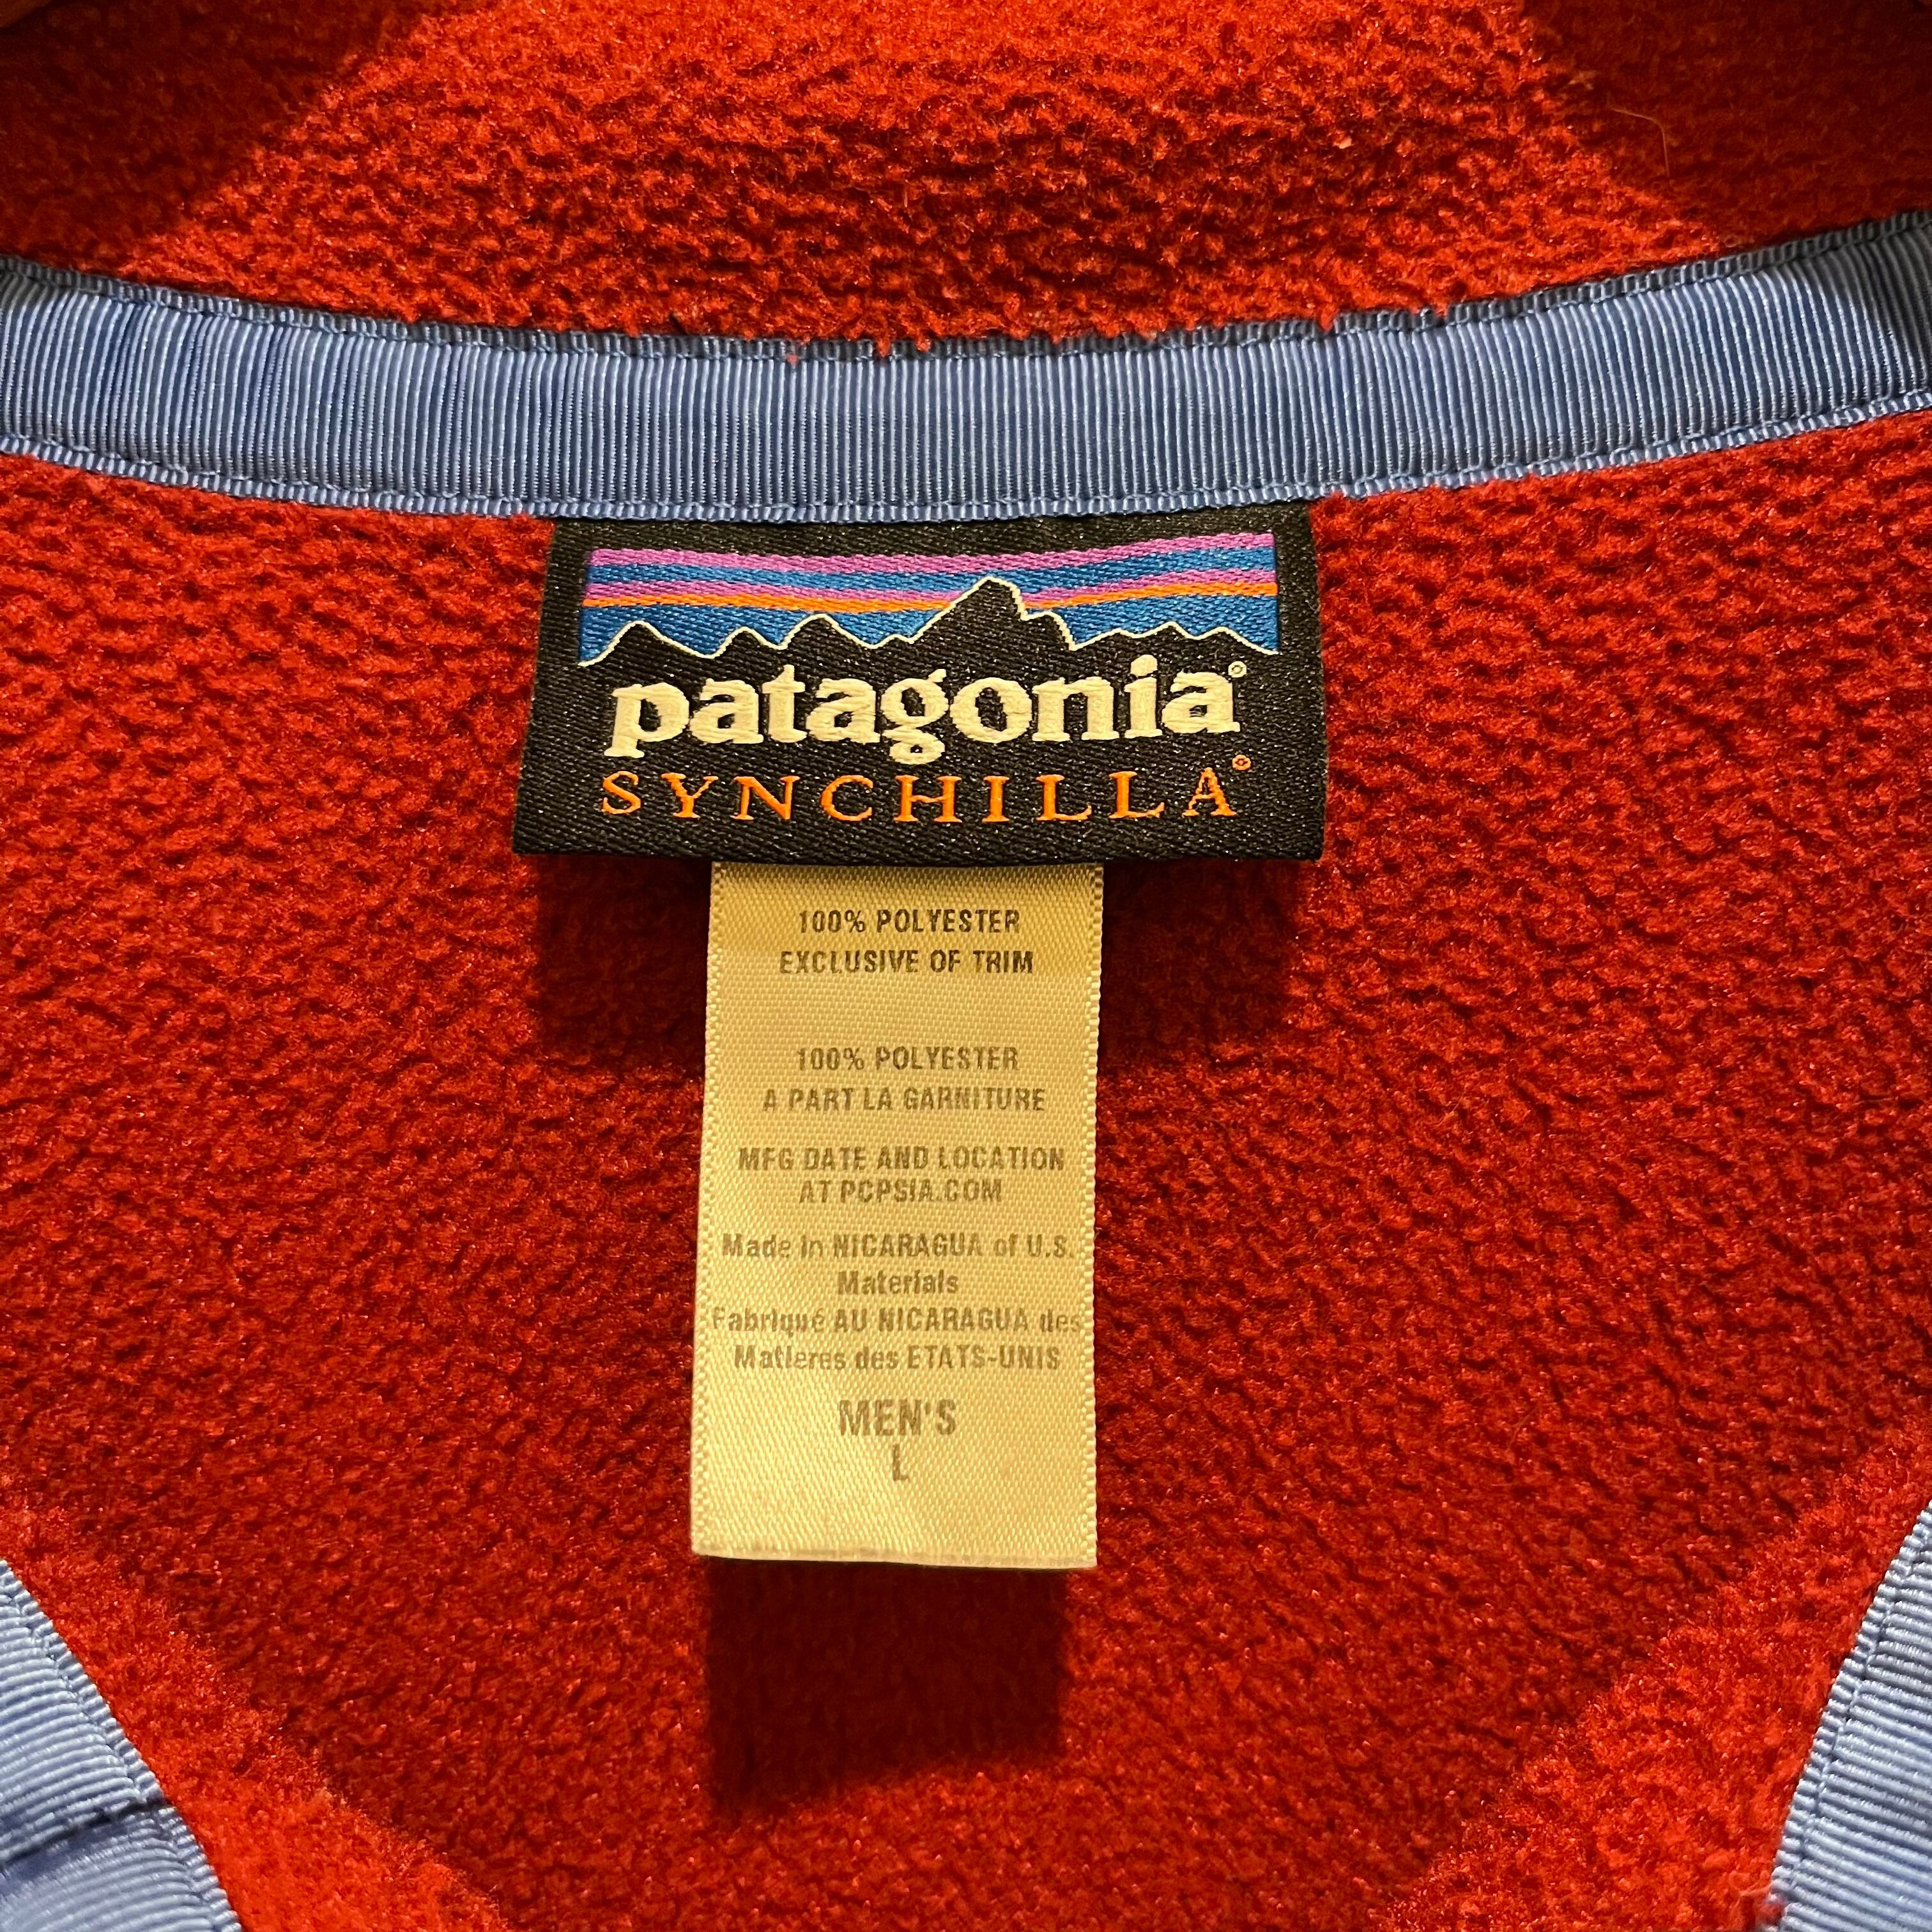 patagonia®
SYNCHILLA®
100% POLYESTER
EXCLUSIVE OF TRIM
100% POLYESTER
A PART LA GARNITURE
MFG DATE AND LOCATION
AT PCPSIA.COM
Made in NICARAGUA of U.S.
Materials
Fabriqué AU NICARAGUA des
Matieres des ETATS-UNIS
MEN'S
L